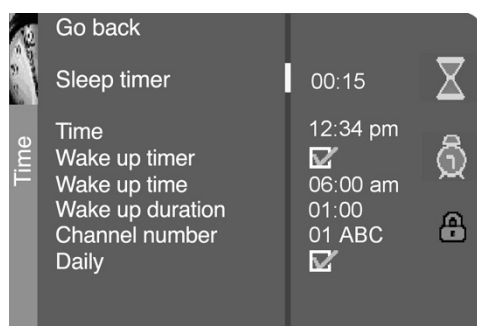 Go back
Sleep timer 00:15
Time 12:34 pm
Wake up timer
Wake up time 06:00 am
Wake up duration 01:00
Channel number 01 ABC
Daily
Time